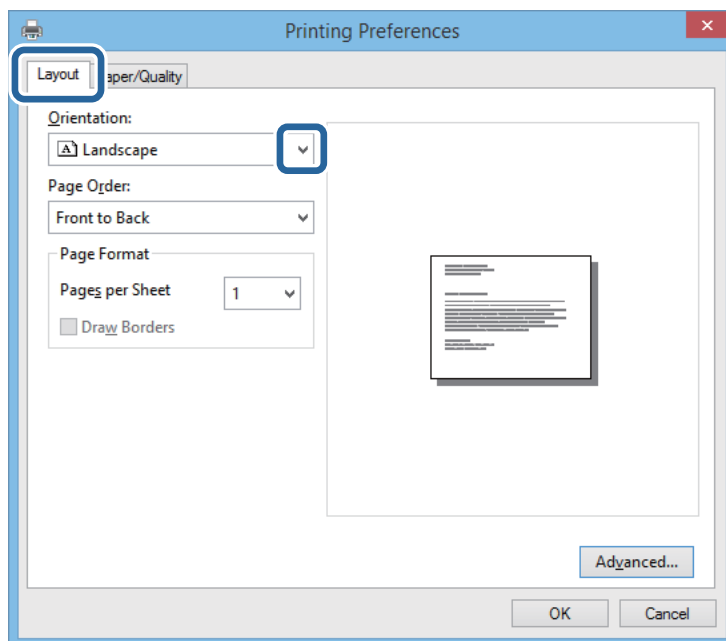 Printing Preferences
Layout
aper/Quality
Orientation:
Landscape
Page Order:
Front to Back
Page Format
Pages per Sheet
1
Draw Borders
Advanced...
OK
Cancel